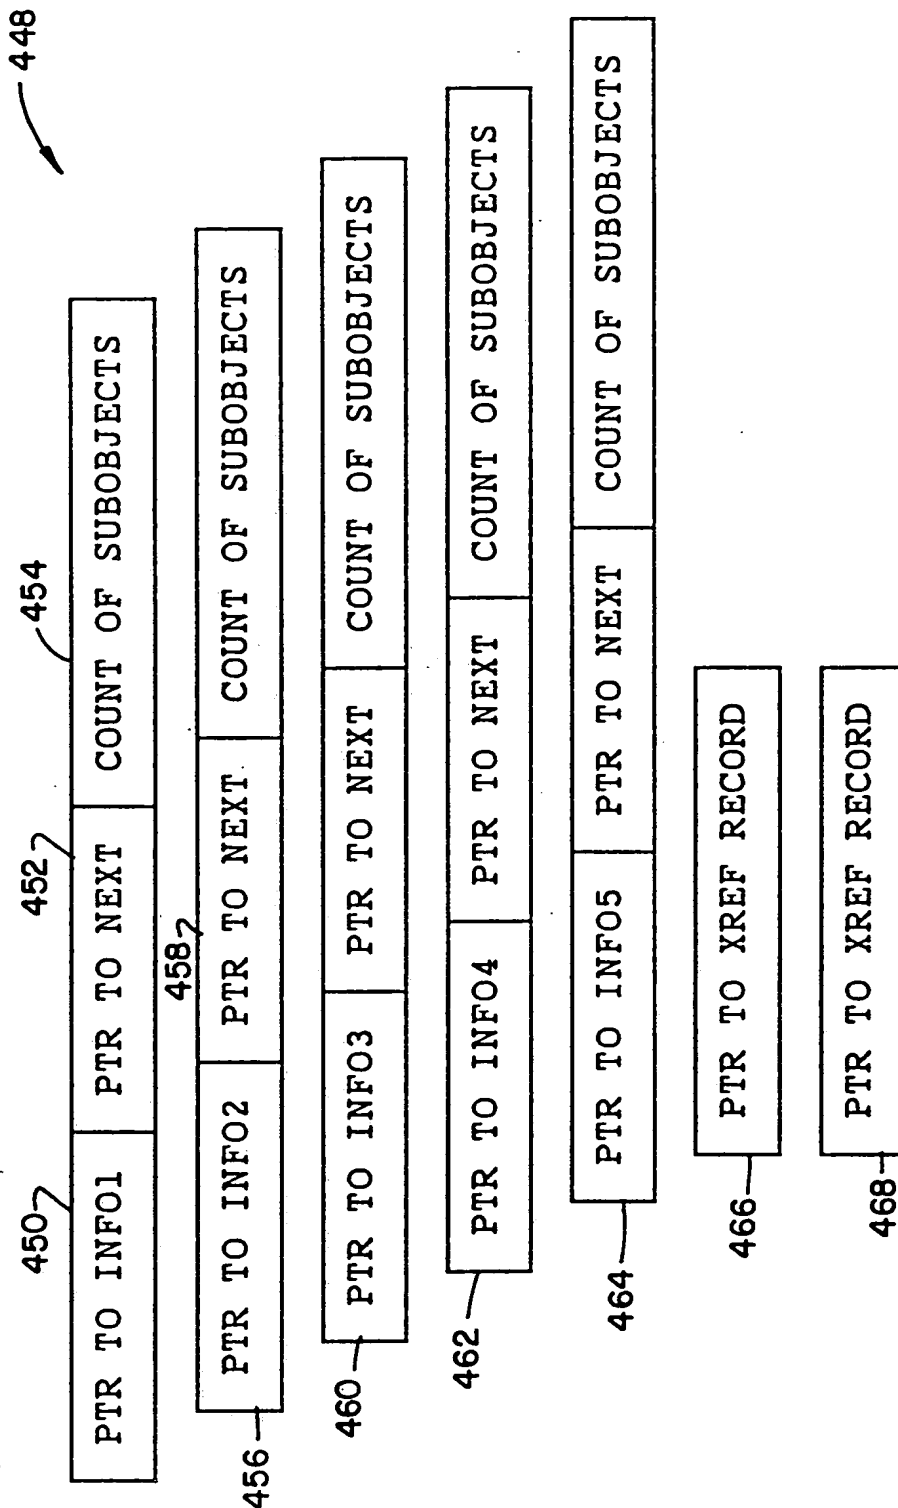 448
450
452
454
PTR TO INFO1 PTR TO NEXT COUNT OF SUBOBJECTS
458
PTR TO INFO2 PTR TO NEXT COUNT OF SUBOBJECTS
456
PTR TO INFO3 PTR TO NEXT COUNT OF SUBOBJECTS
460
PTR TO INFO4 PTR TO NEXT COUNT OF SUBOBJECTS
462
PTR TO INFO5 PTR TO NEXT COUNT OF SUBOBJECTS
464
PTR TO XREF RECORD
466
PTR TO XREF RECORD
468